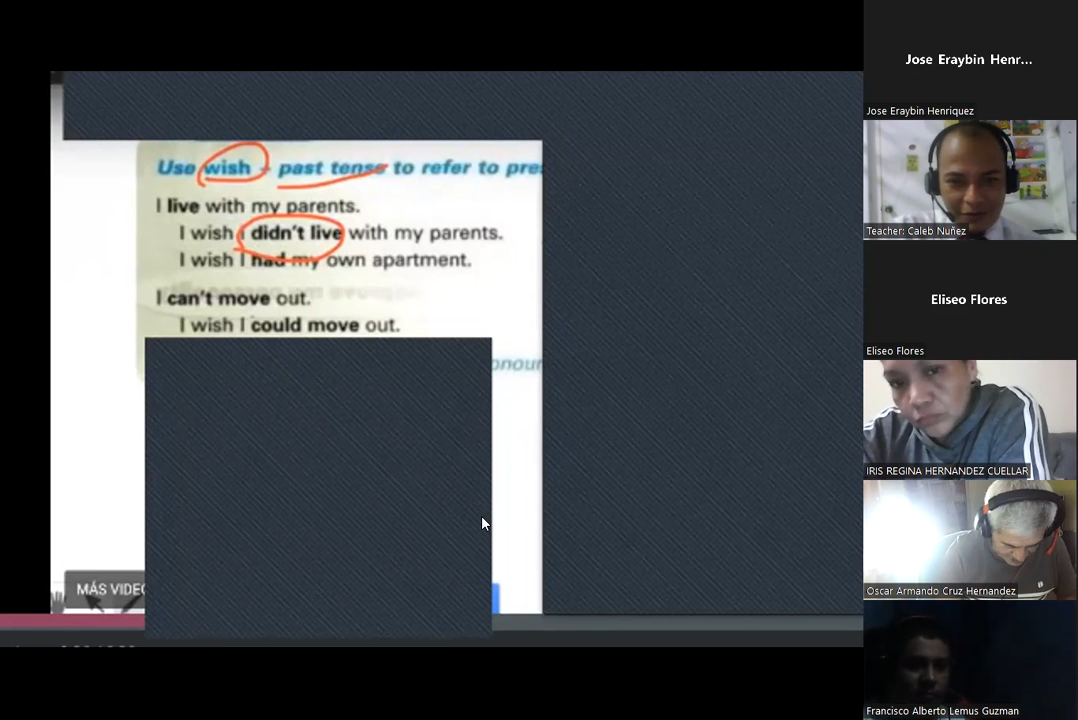 Use wish + past tense to refer to pre
I live with my parents.
I wish I didn't live with my parents.
I wish I had my own apartment.
I can't move out.
I wish I could move out.
MÁS VIDEO
Jose Eraybin Henr...
Jose Eraybin Henriquez
Teacher: Caleb Nuñez
Eliseo Flores
Eliseo Flores
IRIS REGINA HERNANDEZ CUELLAR
Oscar Armando Cruz Hernandez
Francisco Alberto Lemus Guzman